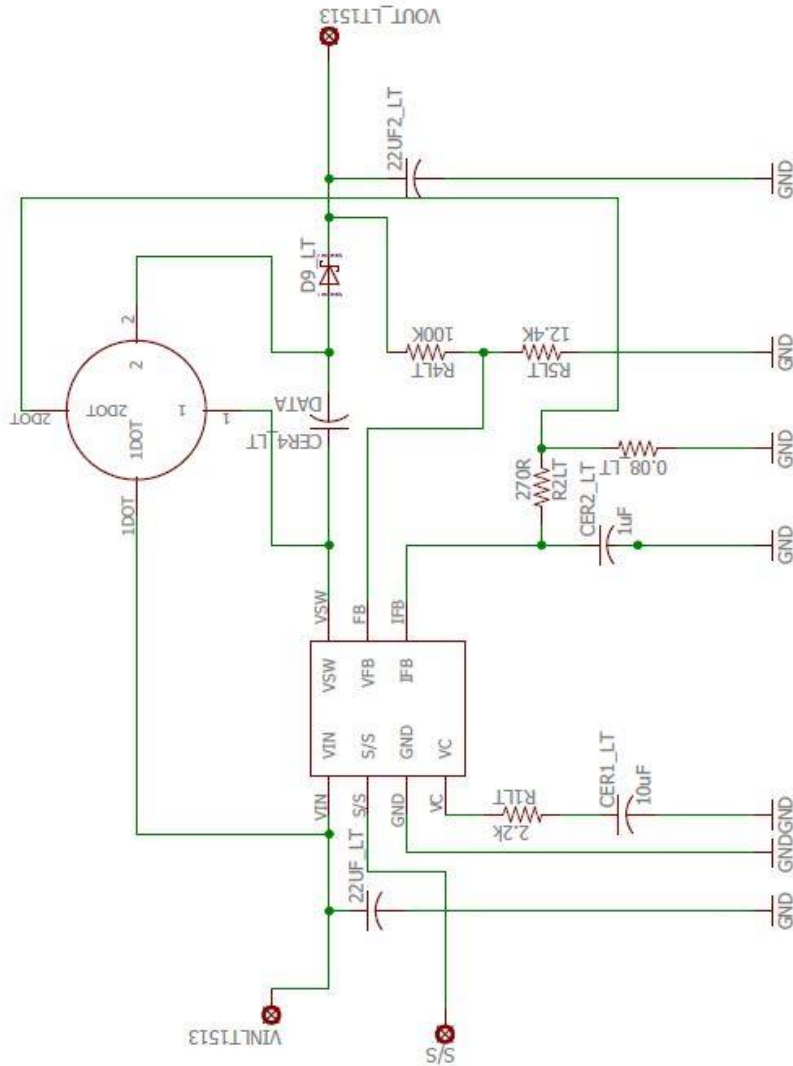 VOUT_LT1513
22UF2_LT
GND
D9_LT
2
2
2DOT
2DOT
1
1
1DOT
1DOT
DATA
CER4_LT
100K
R4LT
12.4K
R5LT
GND
0.08_LT
GND
270R
R2LT
CER2_LT
1uF
GND
VSW
FB
IFB
VSW
VFB
IFB
VIN
S/S
GND
VC
VIN
S/S
GND
VC
R1LT
2.2k
CER1_LT
10uF
GND
GND
22UF_LT
GND
VINLT1513
S/S